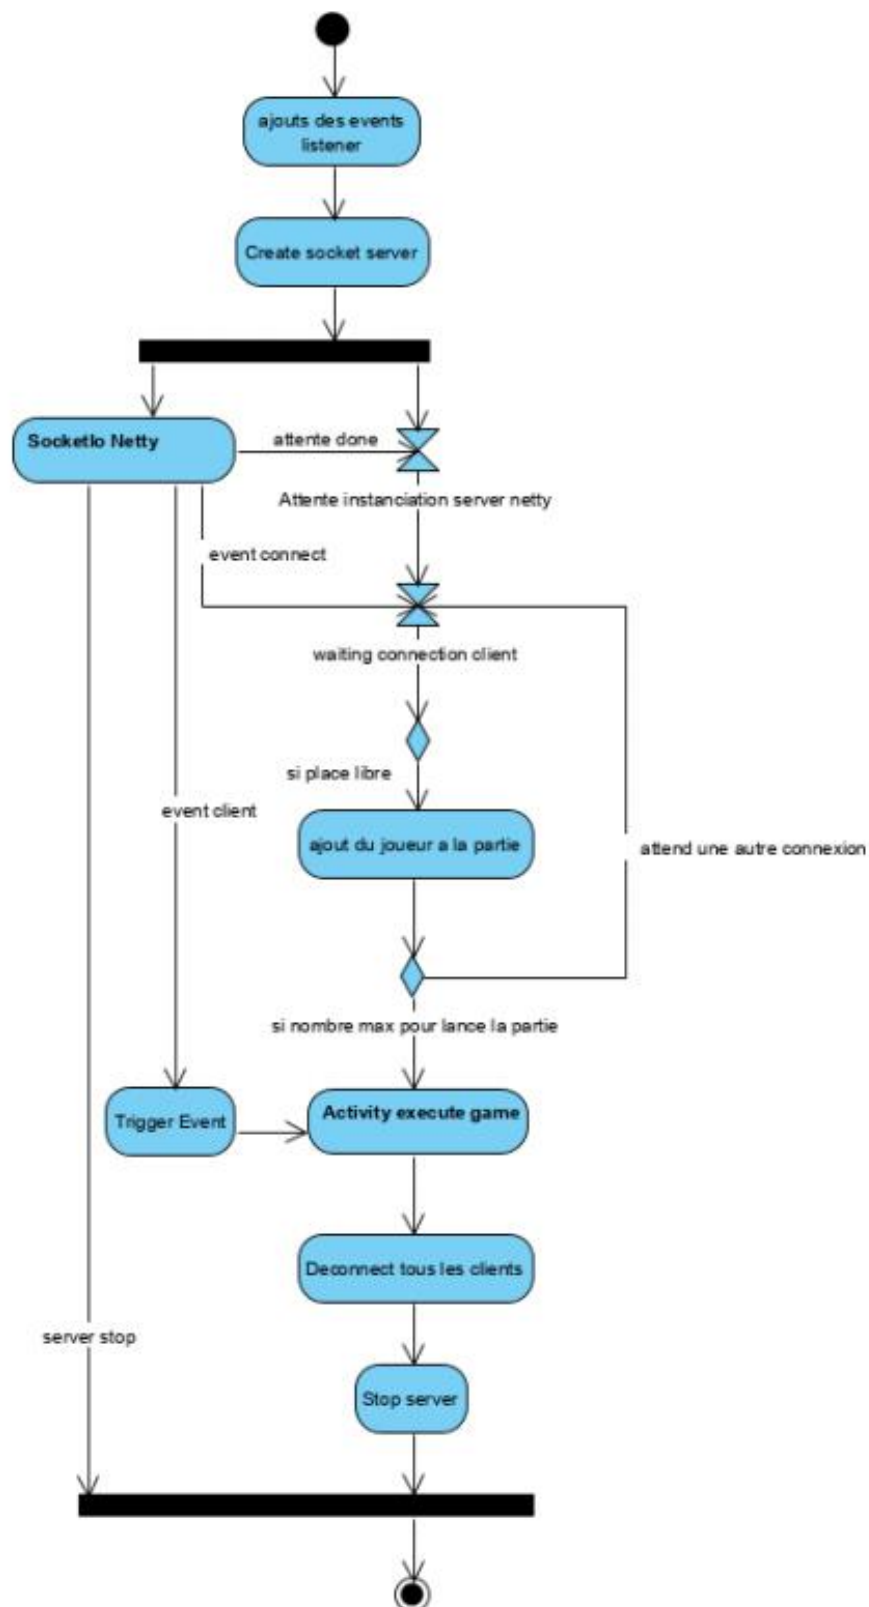 ajouts des events
listener
Create socket server
SocketIo Netty
attente done
Attente instanciation server netty
event connect
waiting connection client
si place libre
event client
ajout du joueur a la partie
attend une autre connexion
si nombre max pour lance la partie
Trigger Event
Activity execute game
Deconnect tous les clients
server stop
Stop server